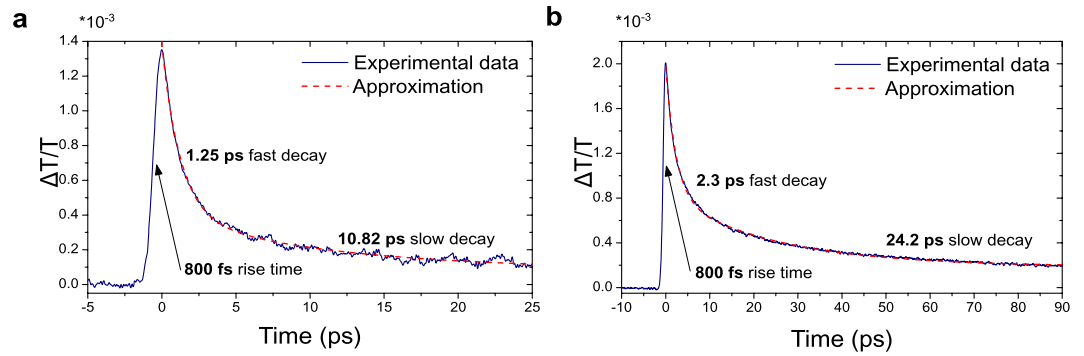 a
*10⁻³
1.4
1.2
1.0
0.8
0.6
0.4
0.2
0.0
ΔT/T
Experimental data
Approximation
1.25 ps fast decay
10.82 ps slow decay
800 fs rise time
-5
0
5
10
15
20
25
Time (ps)
b
*10⁻³
2.0
1.6
1.2
0.8
0.4
0.0
ΔT/T
Experimental data
Approximation
2.3 ps fast decay
24.2 ps slow decay
800 fs rise time
-10
0
10
20
30
40
50
60
70
80
90
Time (ps)